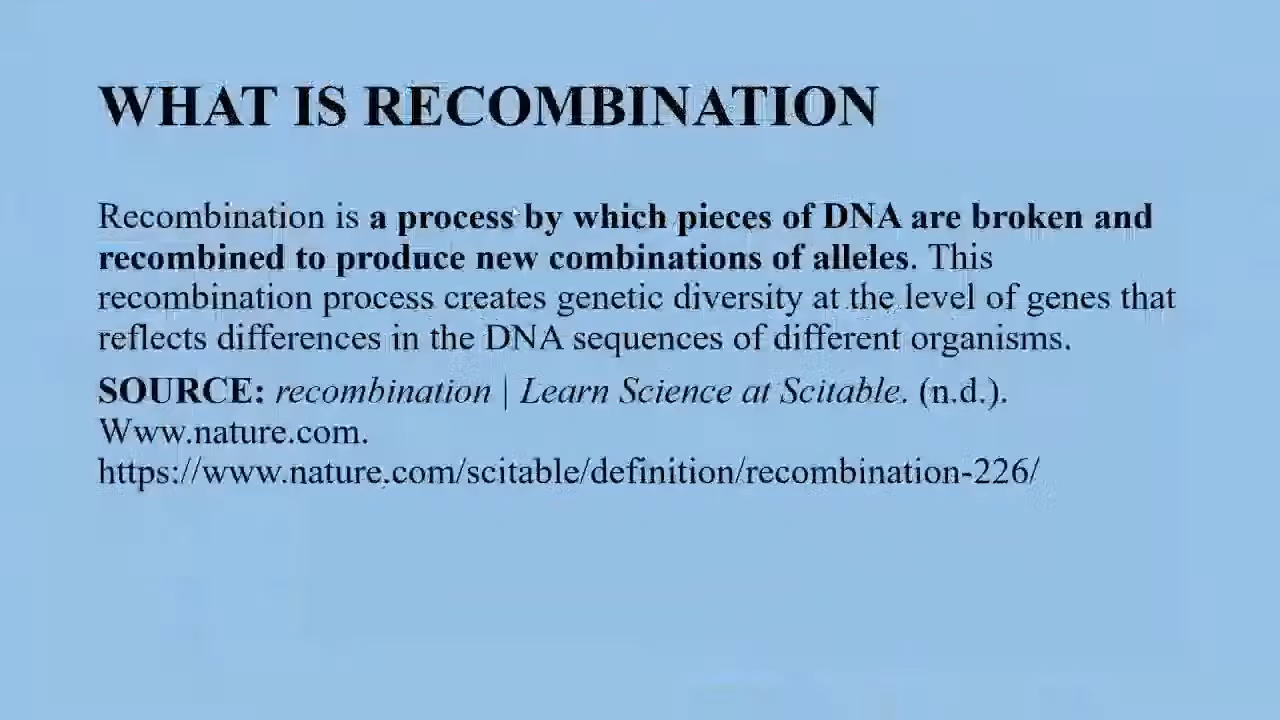 WHAT IS RECOMBINATION
Recombination is a process by which pieces of DNA are broken and
recombined to produce new combinations of alleles. This
recombination process creates genetic diversity at the level of genes that
reflects differences in the DNA sequences of different organisms.
SOURCE: recombination | Learn Science at Scitable. (n.d.).
Www.nature.com.
https://www.nature.com/scitable/definition/recombination-226/